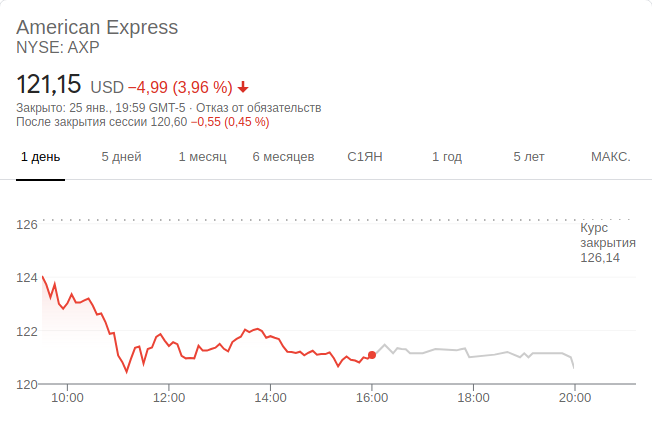 American Express
NYSE: AXP
121,15 USD −4,99 (3,96 %)
Закрыто: 25 янв., 19:59 GMT-5 · Отказ от обязательств
После закрытия сессии 120,60 −0,55 (0,45 %)
1 день 5 дней 1 месяц 6 месяцев С1ЯН 1 год 5 лет МАКС.
126
Курс
закрытия
126,14
124
122
120
10:00 12:00 14:00 16:00 18:00 20:00